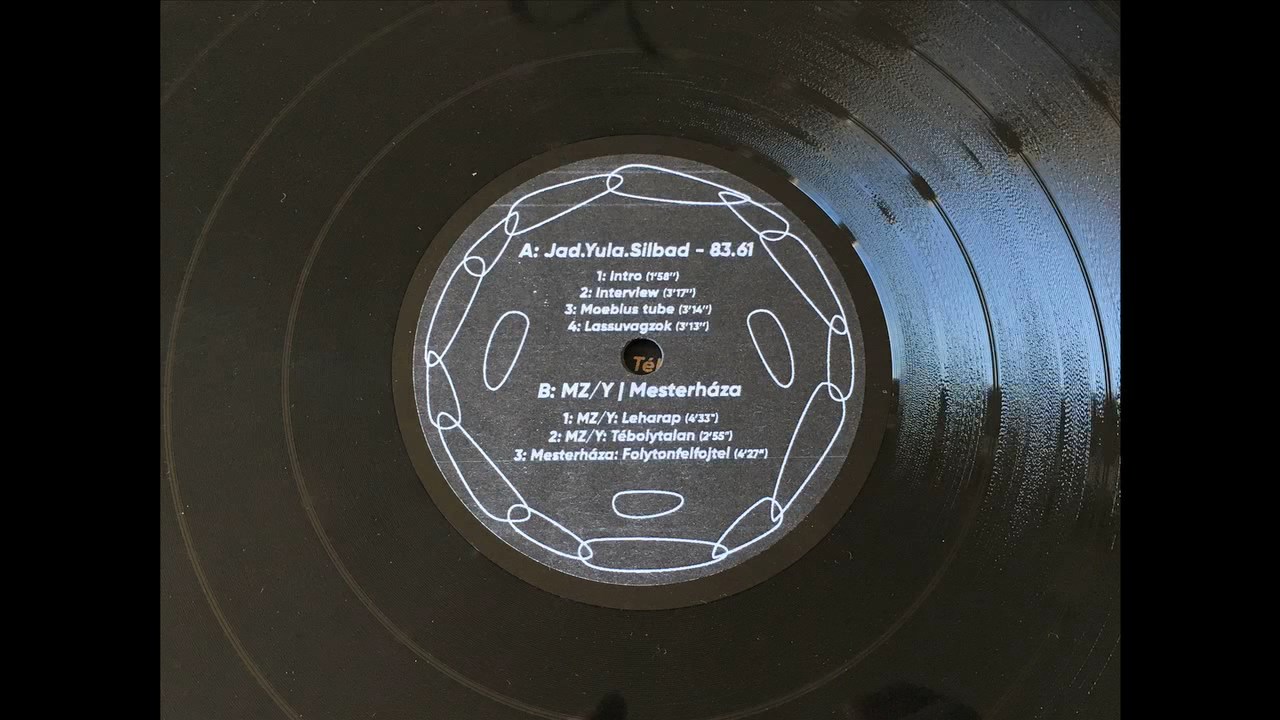 A: Jad.Yula.Silbad - 83.61
1: Intro (1'58'')
2: Interview (3'17'')
3: Moebius tube (3'14'')
4: Lassuvagzok (3'13'')
Té
B: MZ/Y | Mesterháza
1: MZ/Y: Leharap (4'33")
2: MZ/Y: Tébolytalan (2'55")
3: Mesterháza: Folytonfelfojtel (4'27")